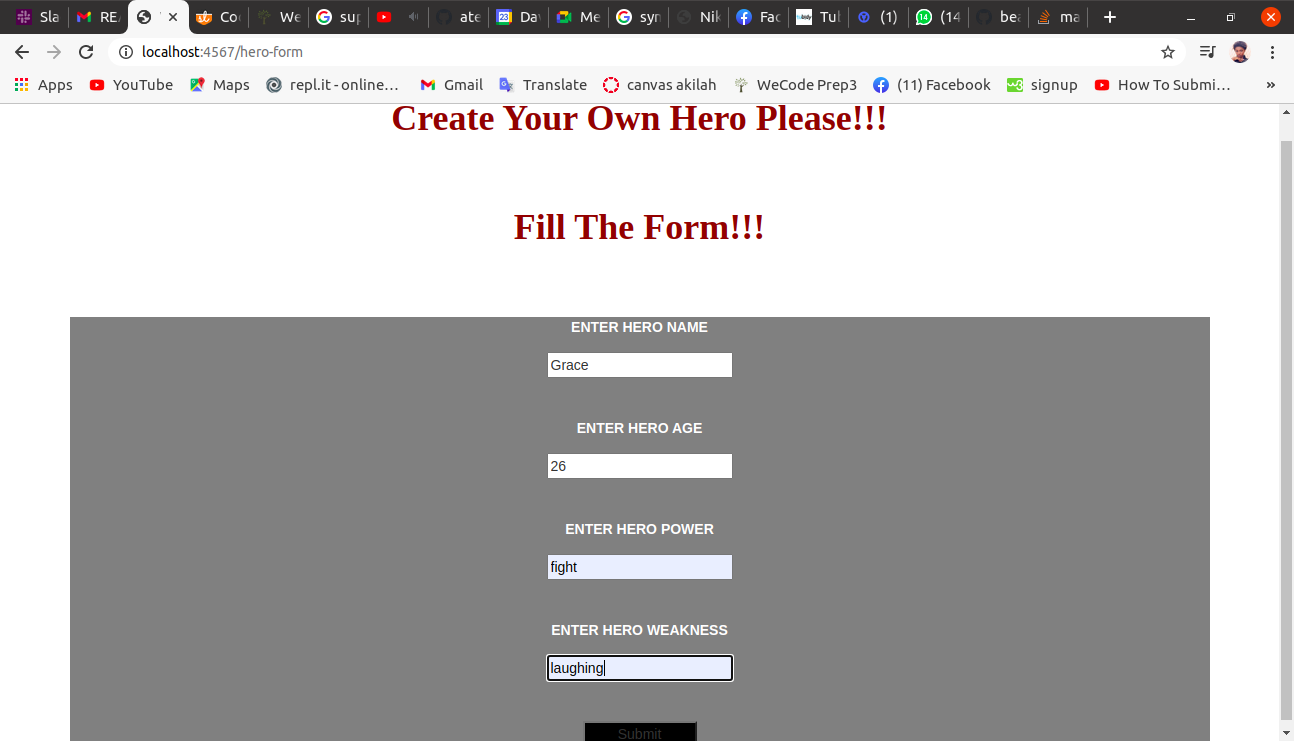 Sla
REA
Co
We
sup
ate
Da
Me
syn
Nik
Fac
Tu
(1)
(14
bea
ma
localhost:4567/hero-form
Apps YouTube Maps repl.it - online... Gmail Translate canvas akilah WeCode Prep3 (11) Facebook signup How To Submi... »
Create Your Own Hero Please!!!
Fill The Form!!!
ENTER HERO NAME
Grace
ENTER HERO AGE
26
ENTER HERO POWER
fight
ENTER HERO WEAKNESS
laughing
Submit